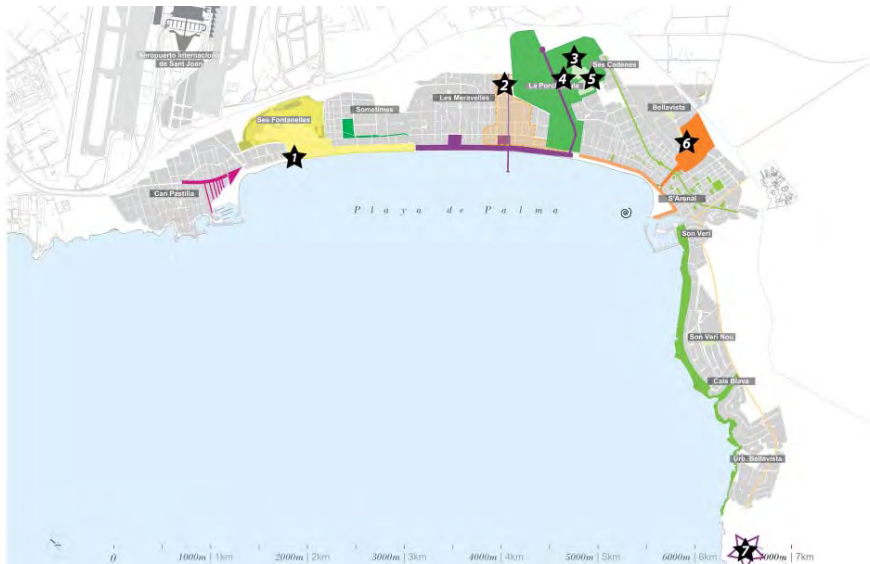 Aeropuerto Internacional
de Sant Joan
3
Ses Cadenes
2
4
5
Les Meravelles
Sometimes
Bellavista
Ses Fontanelles
6
1
Can Pastilla
S'Arenal
Playa de Palma
Son Verí
Son Verí Nou
Cala Blava
Urb. Bellavista
7
0
1000m | 1km
2000m | 2km
3000m | 3km
4000m | 4km
5000m | 5km
6000m | 6km
7000m | 7km